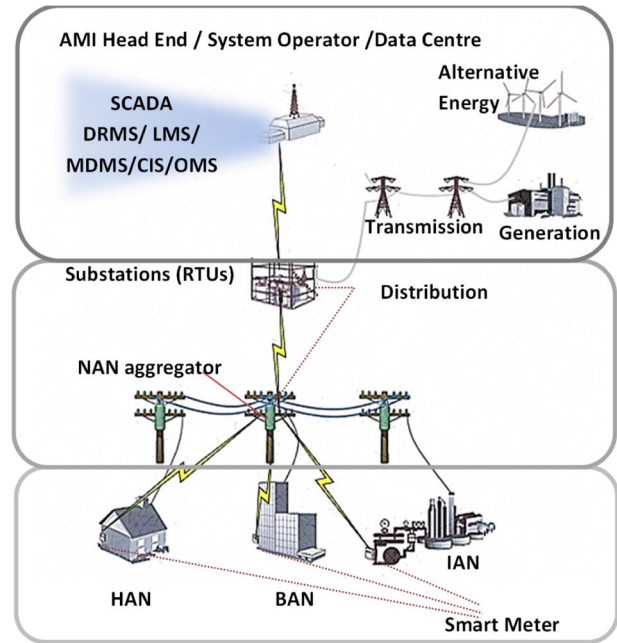 AMI Head End / System Operator /Data Centre
SCADA
DRMS/ LMS/
MDMS/CIS/OMS
Alternative
Energy
Transmission
Generation
Substations (RTUs)
Distribution
NAN aggregator
HAN
BAN
IAN
Smart Meter